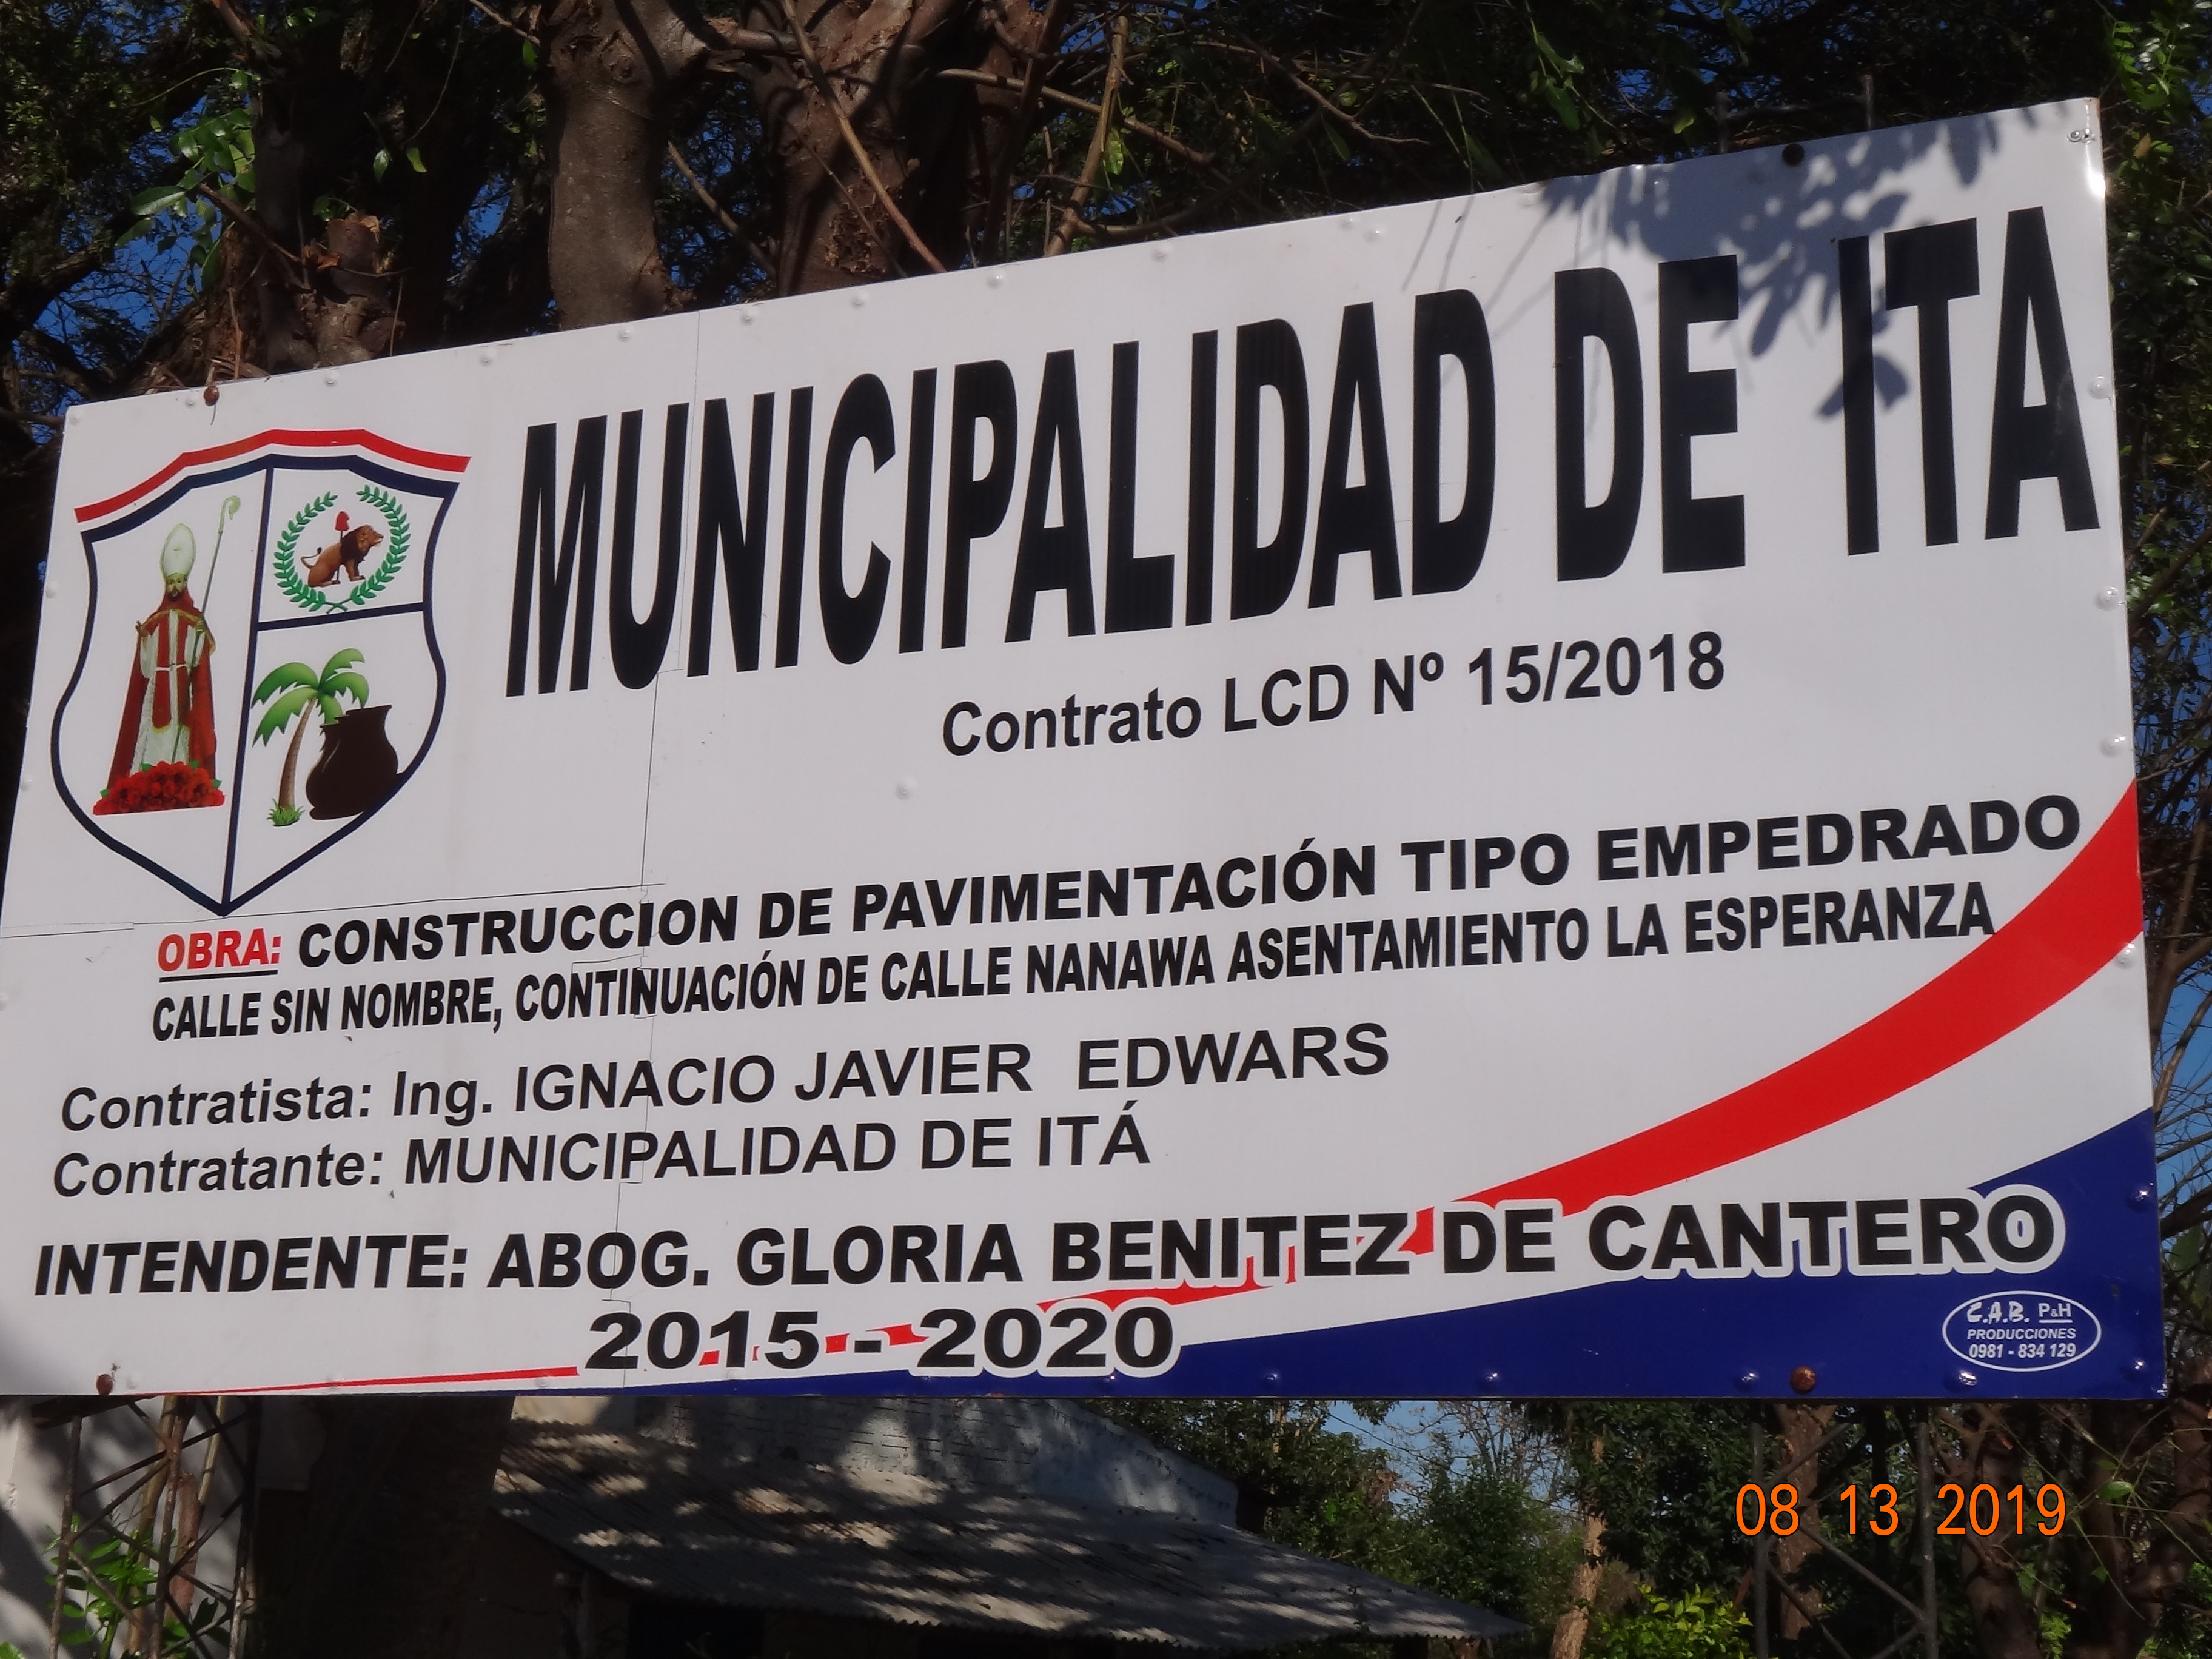 MUNICIPALIDAD DE ITA
Contrato LCD Nº 15/2018
OBRA: CONSTRUCCION DE PAVIMENTACIÓN TIPO EMPEDRADO
CALLE SIN NOMBRE, CONTINUACIÓN DE CALLE NANAWA ASENTAMIENTO LA ESPERANZA
Contratista: Ing. IGNACIO JAVIER EDWARS
Contratante: MUNICIPALIDAD DE ITÁ
INTENDENTE: ABOG. GLORIA BENITEZ DE CANTERO
2015 - 2020
C.A.B. P&H
PRODUCCIONES
0981 - 834 129
08 13 2019